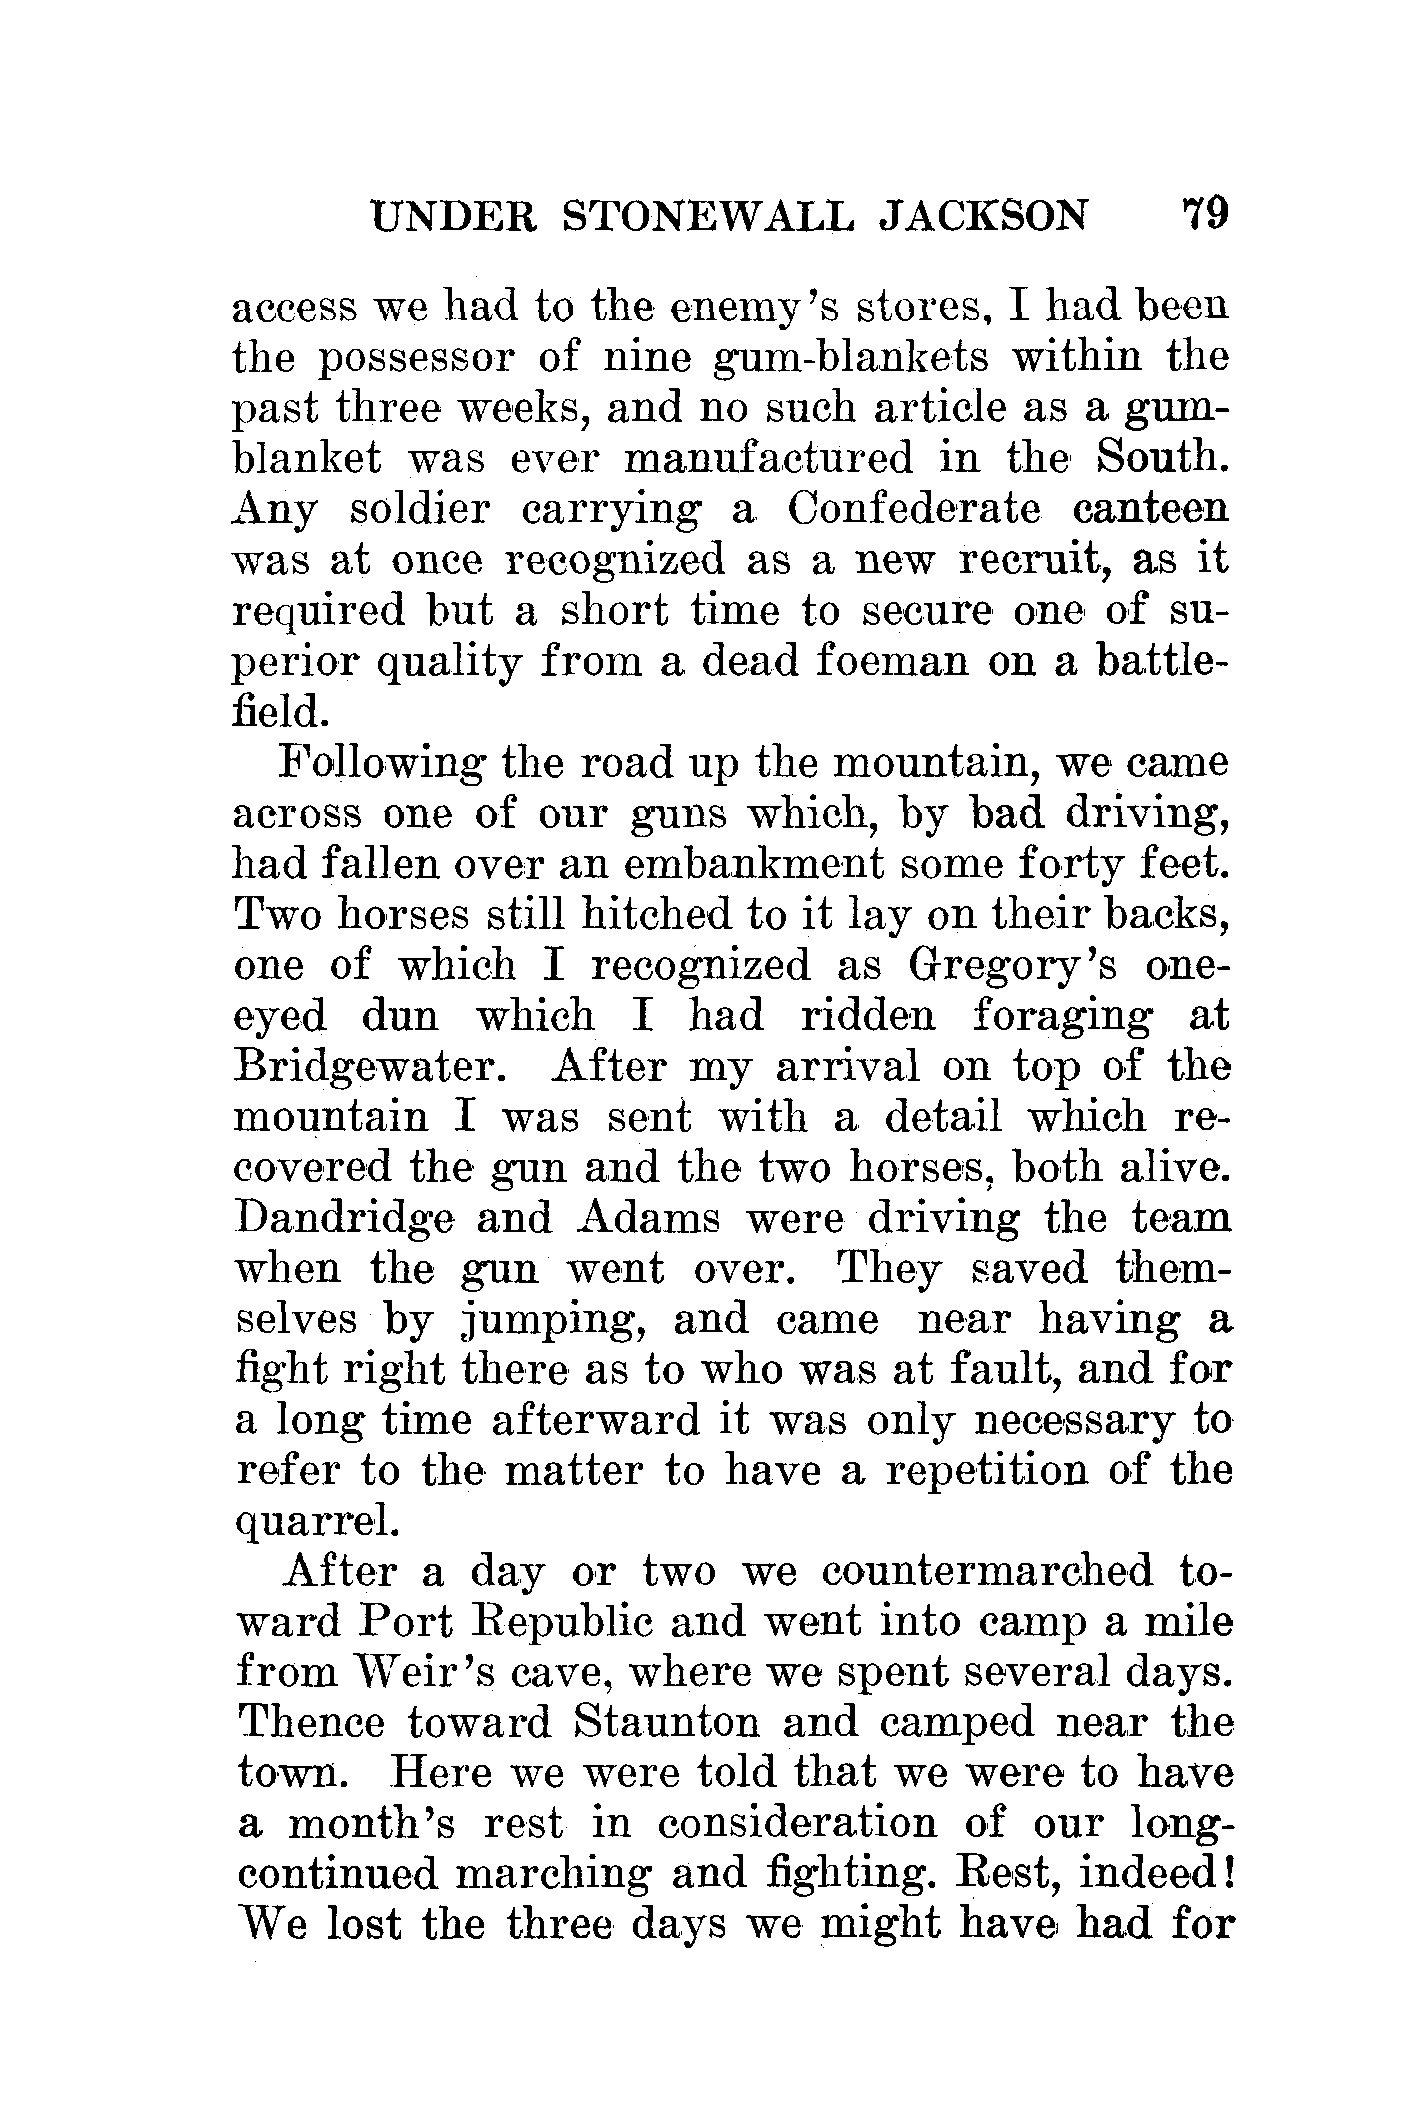 UNDER STONEWALL JACKSON 79
access we had to the enemy's stores, I had been
the possessor of nine gum-blankets within the
past three weeks, and no such article as a gum-
blanket was ever manufactured in the South.
Any soldier carrying a Confederate canteen
was at once recognized as a new recruit, as it
required but a short time to secure one of su-
perior quality from a dead foeman on a battle-
field.
Following the road up the mountain, we came
across one of our guns which, by bad driving,
had fallen over an embankment some forty feet.
Two horses still hitched to it lay on their backs,
one of which I recognized as Gregory's one-
eyed dun which I had ridden foraging at
Bridgewater. After my arrival on top of the
mountain I was sent with a detail which re-
covered the gun and the two horses, both alive.
Dandridge and Adams were driving the team
when the gun went over. They saved them-
selves by jumping, and came near having a
fight right there as to who was at fault, and for
a long time afterward it was only necessary to
refer to the matter to have a repetition of the
quarrel.
After a day or two we countermarched to-
ward Port Republic and went into camp a mile
from Weir's cave, where we spent several days.
Thence toward Staunton and camped near the
town. Here we were told that we were to have
a month's rest in consideration of our long-
continued marching and fighting. Rest, indeed!
We lost the three days we might have had for